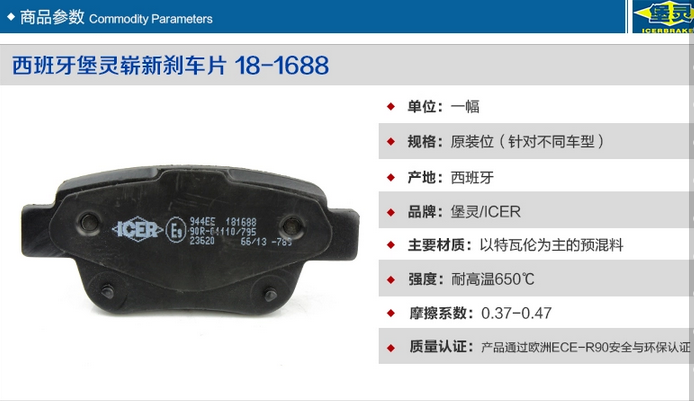 商品参数 Commodity Parameters
堡灵
ICERBRAKE
西班牙堡灵崭新刹车片 18-1688
单位：一幅
规格：原装位（针对不同车型）
产地：西班牙
品牌：堡灵/ICER
主要材质：以特瓦伦为主的预混料
强度：耐高温650℃
摩擦系数：0.37-0.47
质量认证：产品通过欧洲ECE-R90安全与环保认证
ICER
E9
944EE 181688
90R-01110/795
23620 66/13 -785